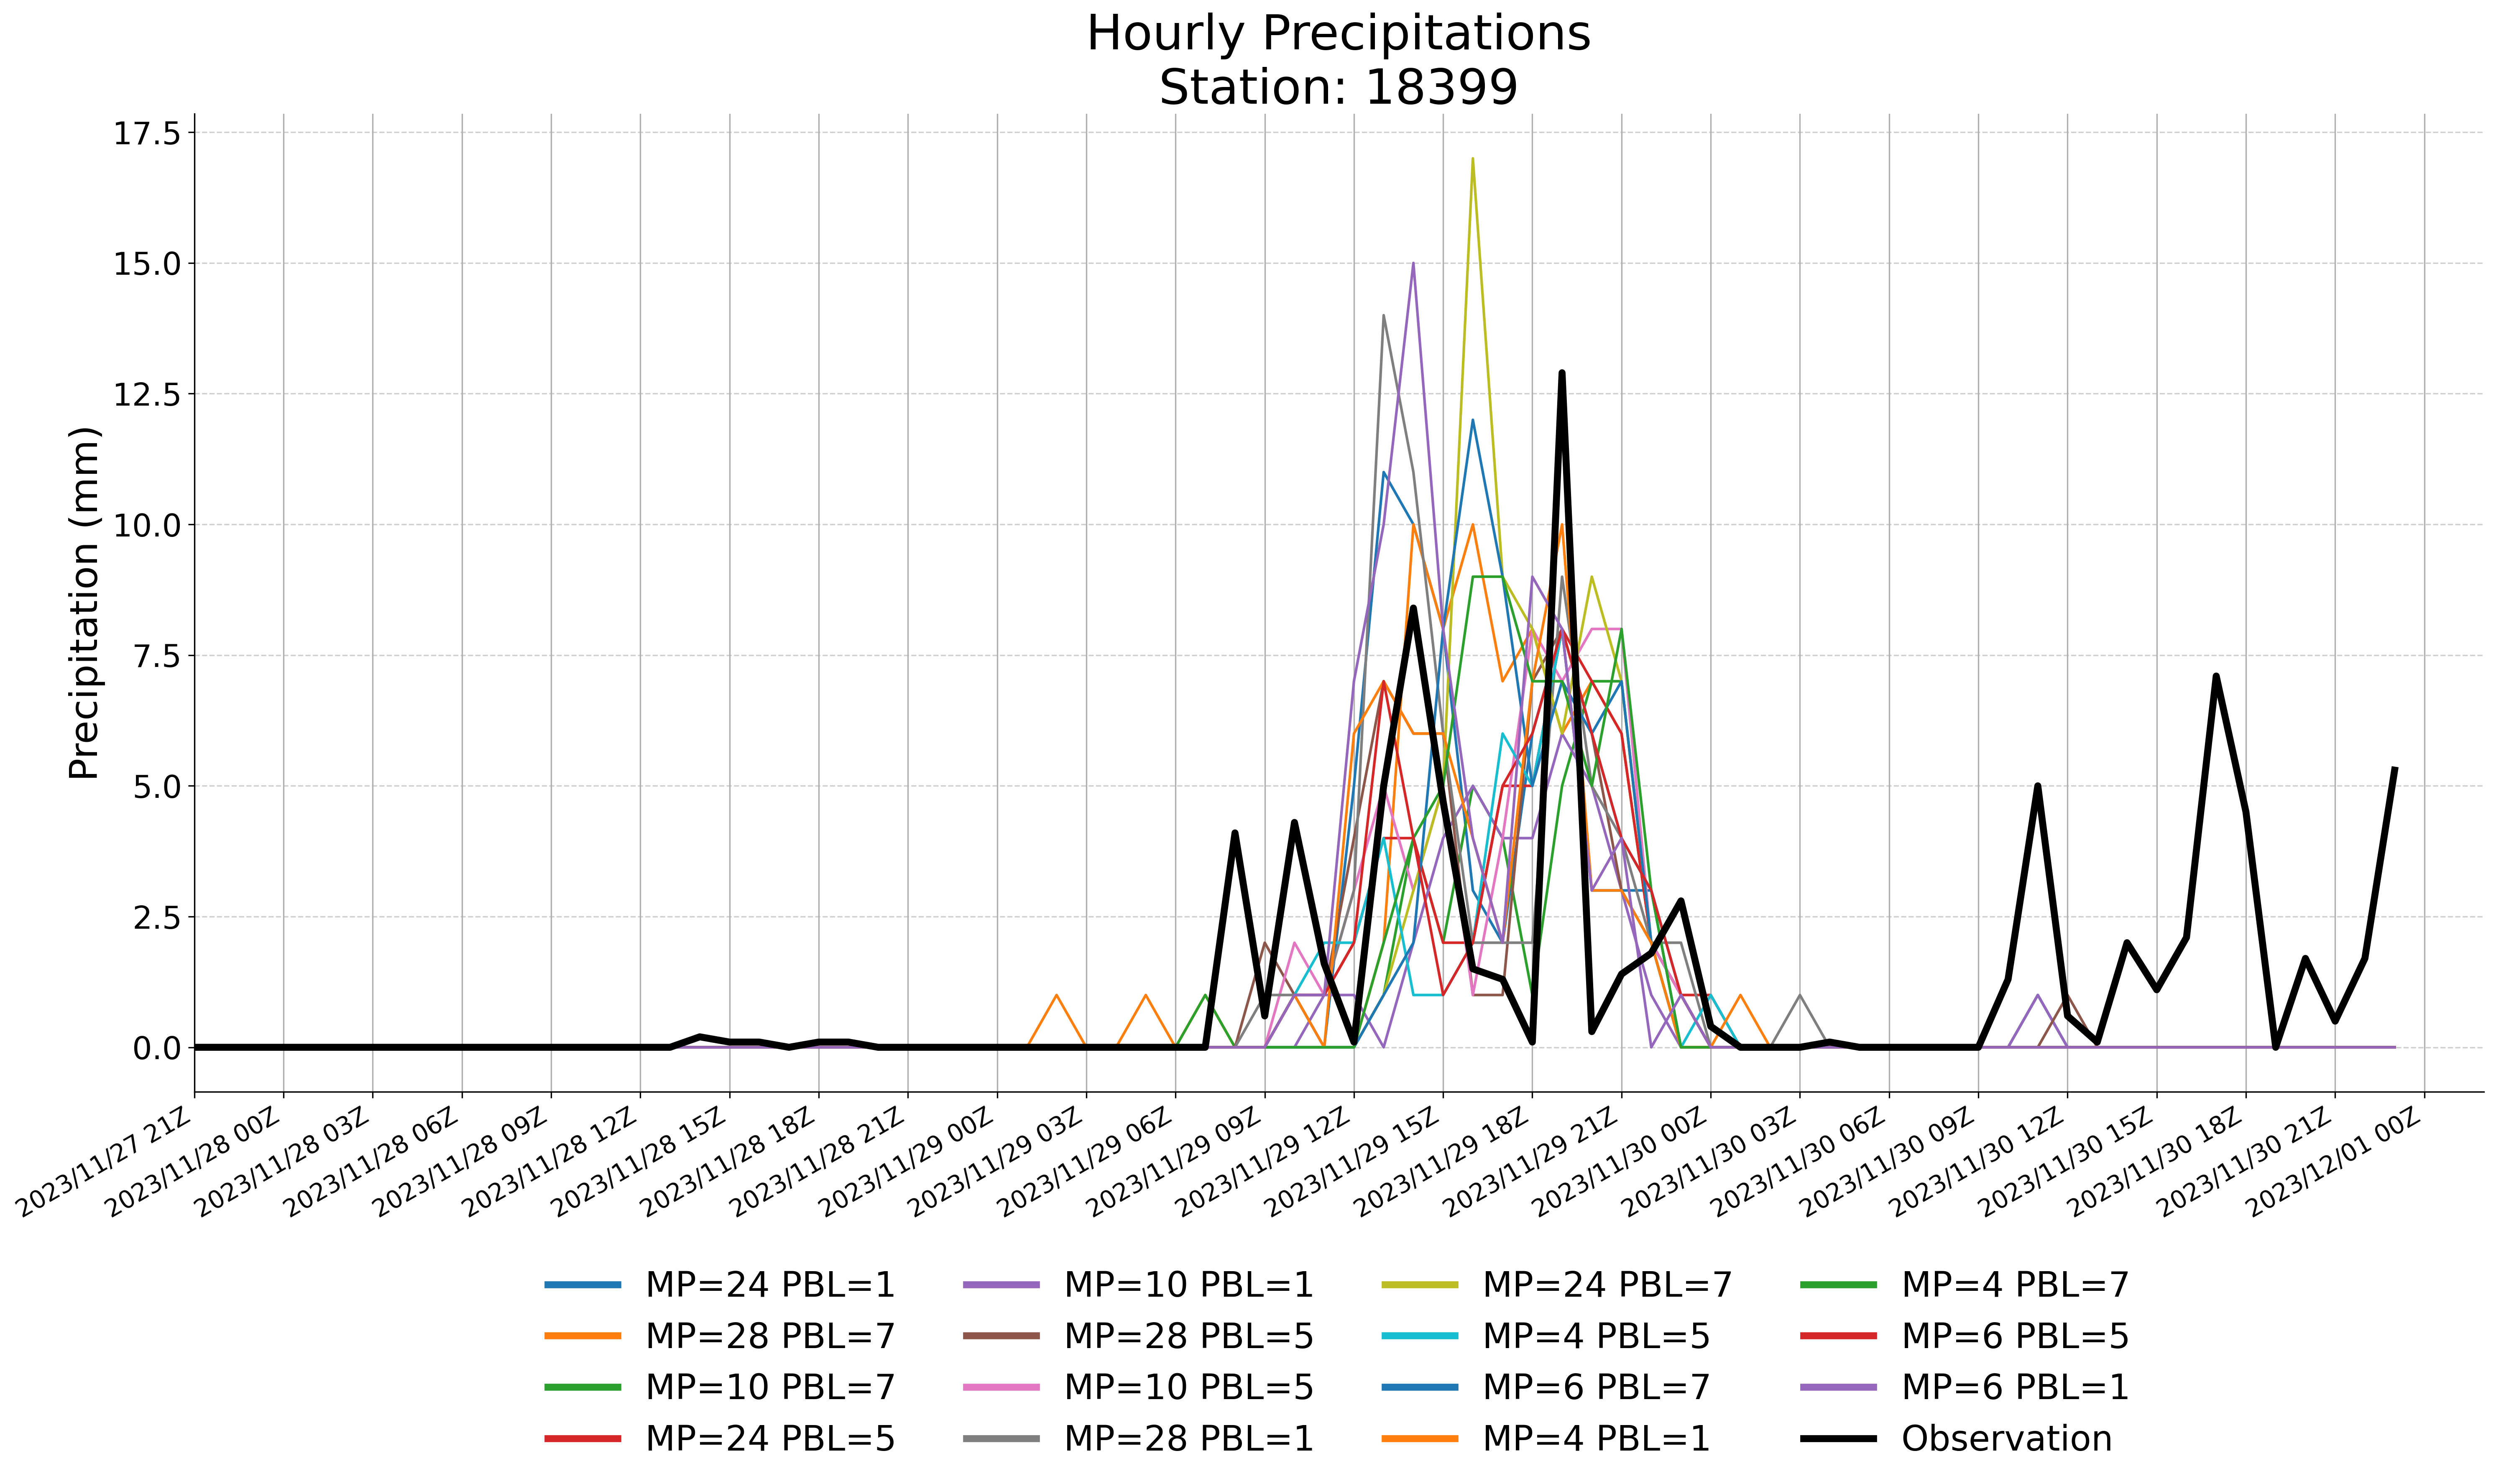 Hourly Precipitations
Station: 18399
Precipitation (mm)
17.5
15.0
12.5
10.0
7.5
5.0
2.5
0.0
2023/11/27 21Z
2023/11/28 00Z
2023/11/28 03Z
2023/11/28 06Z
2023/11/28 09Z
2023/11/28 12Z
2023/11/28 15Z
2023/11/28 18Z
2023/11/28 21Z
2023/11/29 00Z
2023/11/29 03Z
2023/11/29 06Z
2023/11/29 09Z
2023/11/29 12Z
2023/11/29 15Z
2023/11/29 18Z
2023/11/29 21Z
2023/11/30 00Z
2023/11/30 03Z
2023/11/30 06Z
2023/11/30 09Z
2023/11/30 12Z
2023/11/30 15Z
2023/11/30 18Z
2023/11/30 21Z
2023/12/01 00Z
MP=24 PBL=1
MP=28 PBL=7
MP=10 PBL=7
MP=24 PBL=5
MP=10 PBL=1
MP=28 PBL=5
MP=10 PBL=5
MP=28 PBL=1
MP=24 PBL=7
MP=4 PBL=5
MP=6 PBL=7
MP=4 PBL=1
MP=4 PBL=7
MP=6 PBL=5
MP=6 PBL=1
Observation